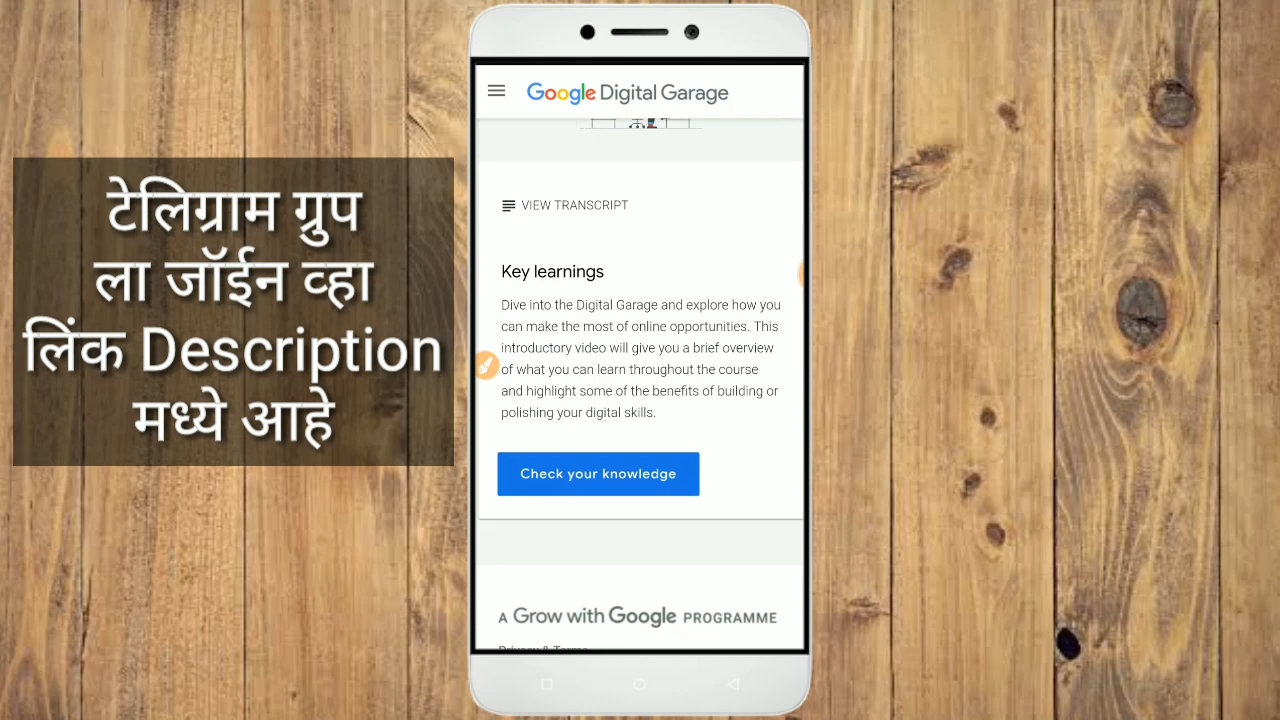 टेलिग्राम ग्रुप
ला जॉईन व्हा
लिंक Description
मध्ये आहे
Google Digital Garage
VIEW TRANSCRIPT
Key learnings
Dive into the Digital Garage and explore how you
can make the most of online opportunities. This
introductory video will give you a brief overview
of what you can learn throughout the course
and highlight some of the benefits of building or
polishing your digital skills.
Check your knowledge
A Grow with Google PROGRAMME
Privacy & Terms